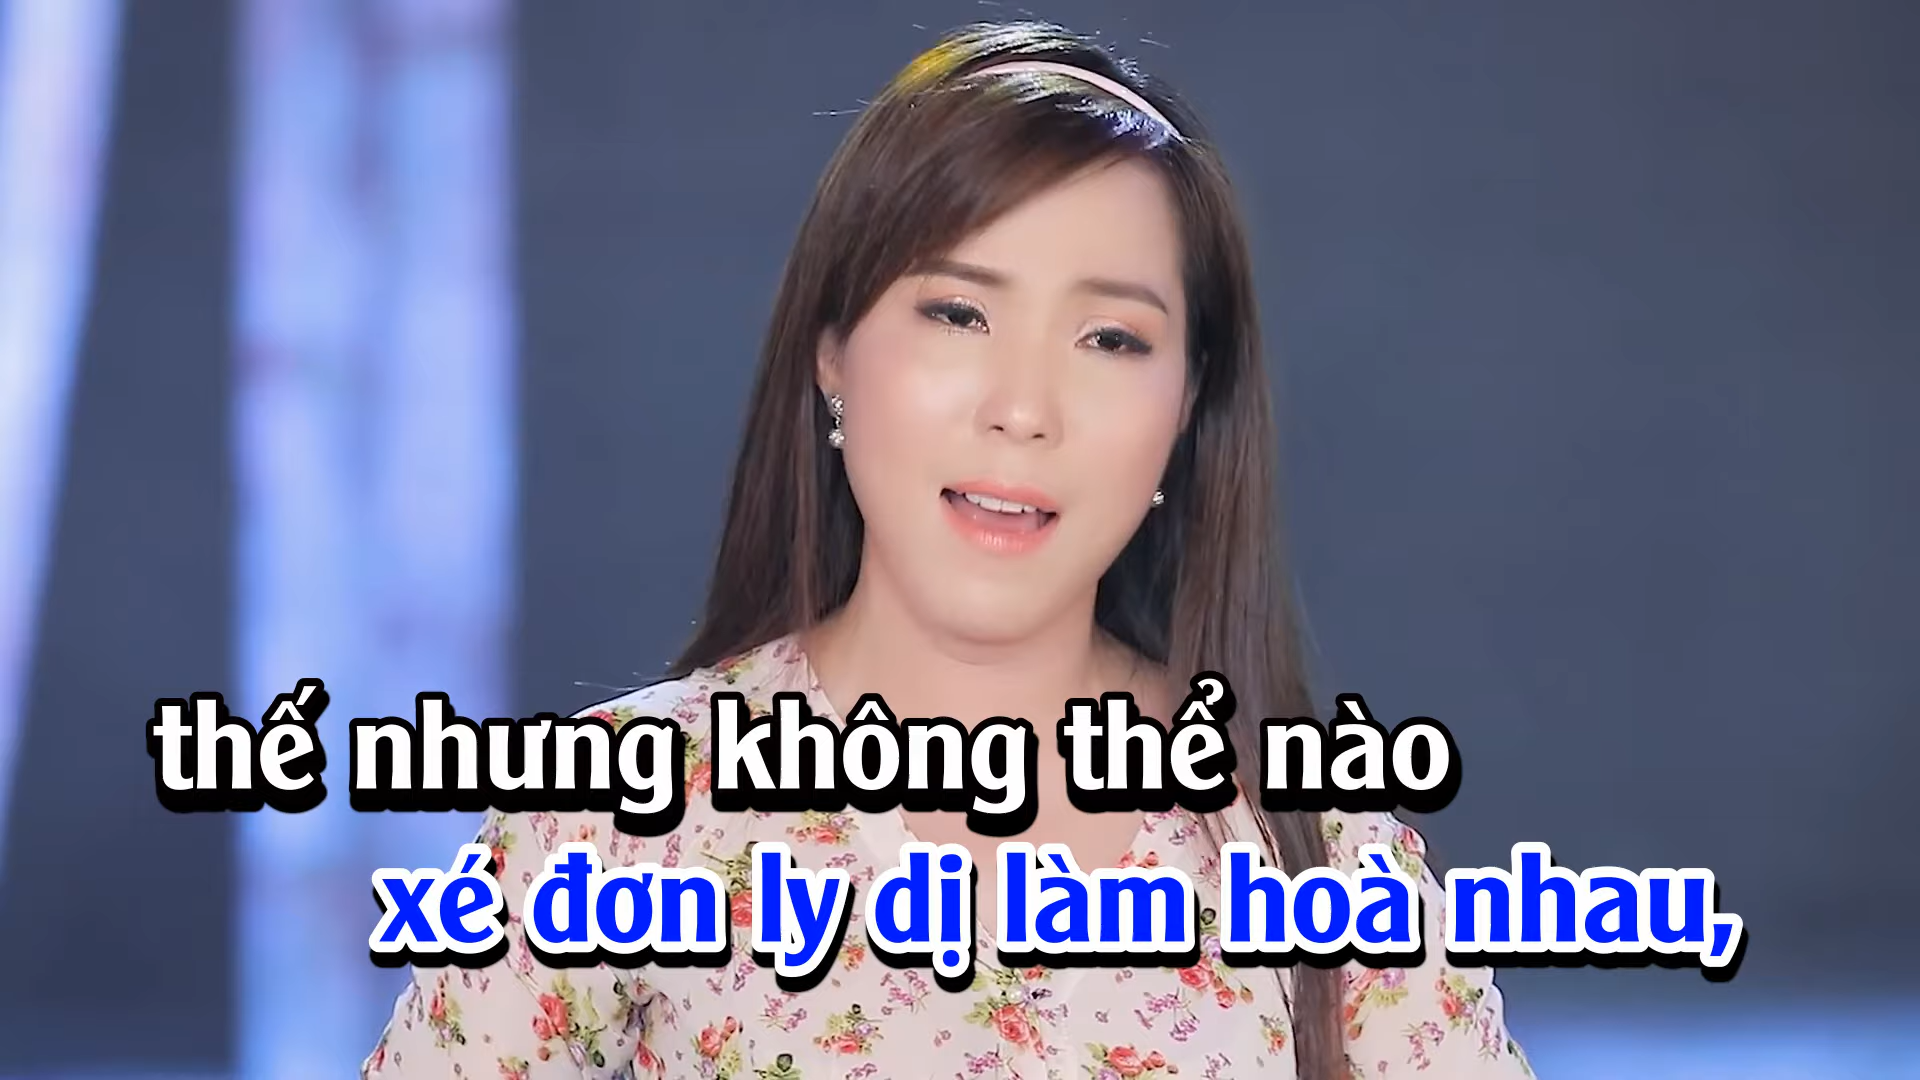 thế nhưng không thể nào
xé đơn ly dị làm hoà nhau,